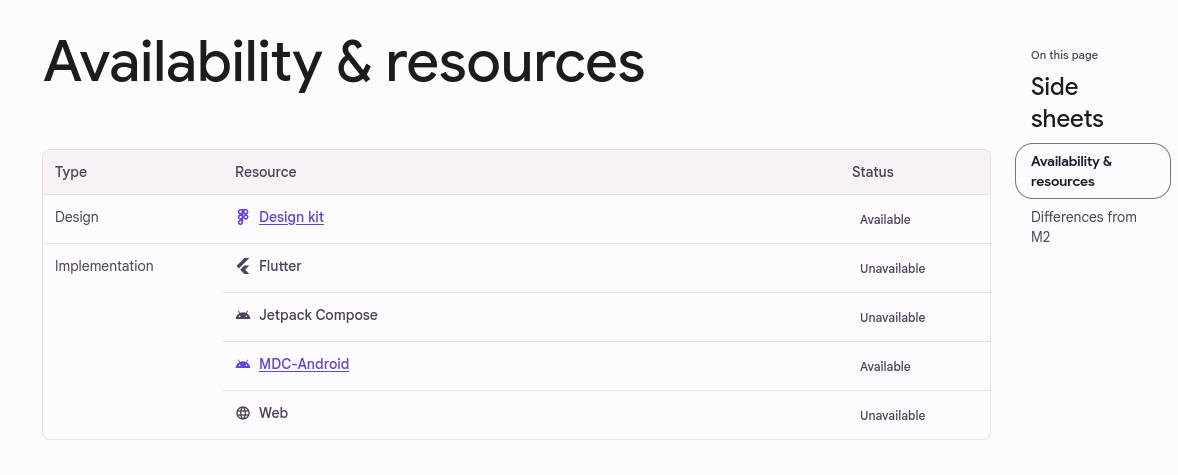 Availability & resources
Type Resource Status
Design Design kit Available
Implementation Flutter Unavailable
Jetpack Compose Unavailable
MDC-Android Available
Web Unavailable
On this page
Side
sheets
Availability &
resources
Differences from
M2